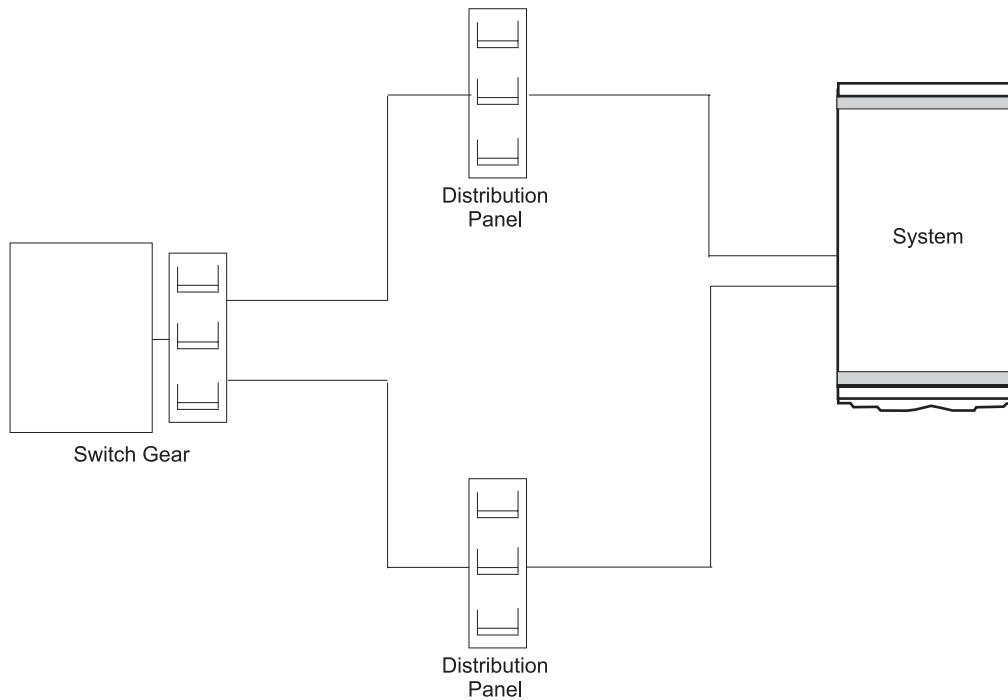 Distribution
Panel
System
Switch Gear
Distribution
Panel